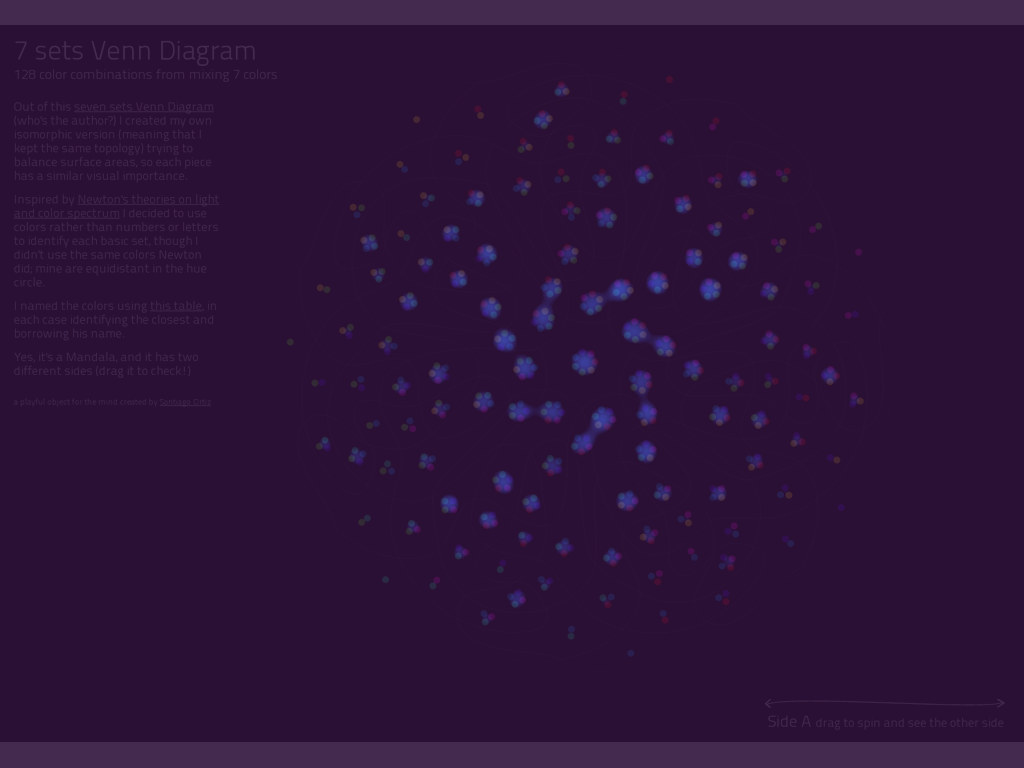 7 sets Venn Diagram
128 color combinations from mixing 7 colors
Out of this seven sets Venn Diagram
(who's the author?) I created my own
isomorphic version (meaning that I
kept the same topology) trying to
balance surface areas, so each piece
has a similar visual importance.
Inspired by Newton's theories on light
and color spectrum I decided to use
colors rather than numbers or letters
to identify each basic set, though I
didn't use the same colors Newton
did; mine are equidistant in the hue
circle.
I named the colors using this table, in
each case identifying the closest and
borrowing his name.
Yes, it's a Mandala, and it has two
different sides (drag it to check!)
a playful object for the mind created by Santiago Ortiz
Side A drag to spin and see the other side